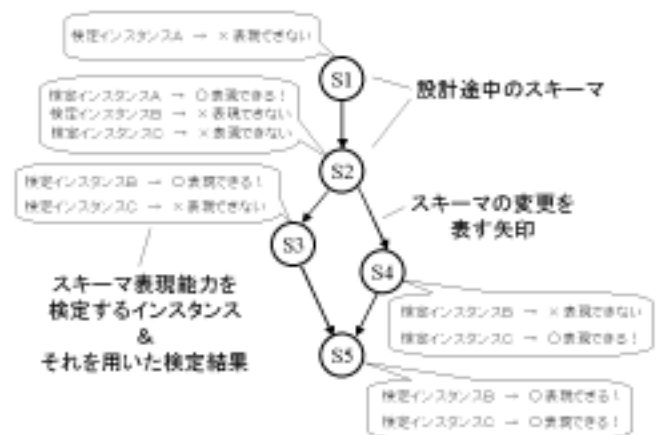 検定インスタンスA → ×表現できない
S1
設計途中のスキーマ
検定インスタンスA → ○表現できる！
検定インスタンスB → ×表現できない
検定インスタンスC → ×表現できない
S2
検定インスタンスB → ○表現できる！
検定インスタンスC → ×表現できない
スキーマの変更を
表す矢印
S3
S4
スキーマ表現能力を
検定するインスタンス
&
それを用いた検定結果
検定インスタンスB → ×表現できない
検定インスタンスC → ○表現できる！
S5
検定インスタンスB → ○表現できる！
検定インスタンスC → ○表現できる！